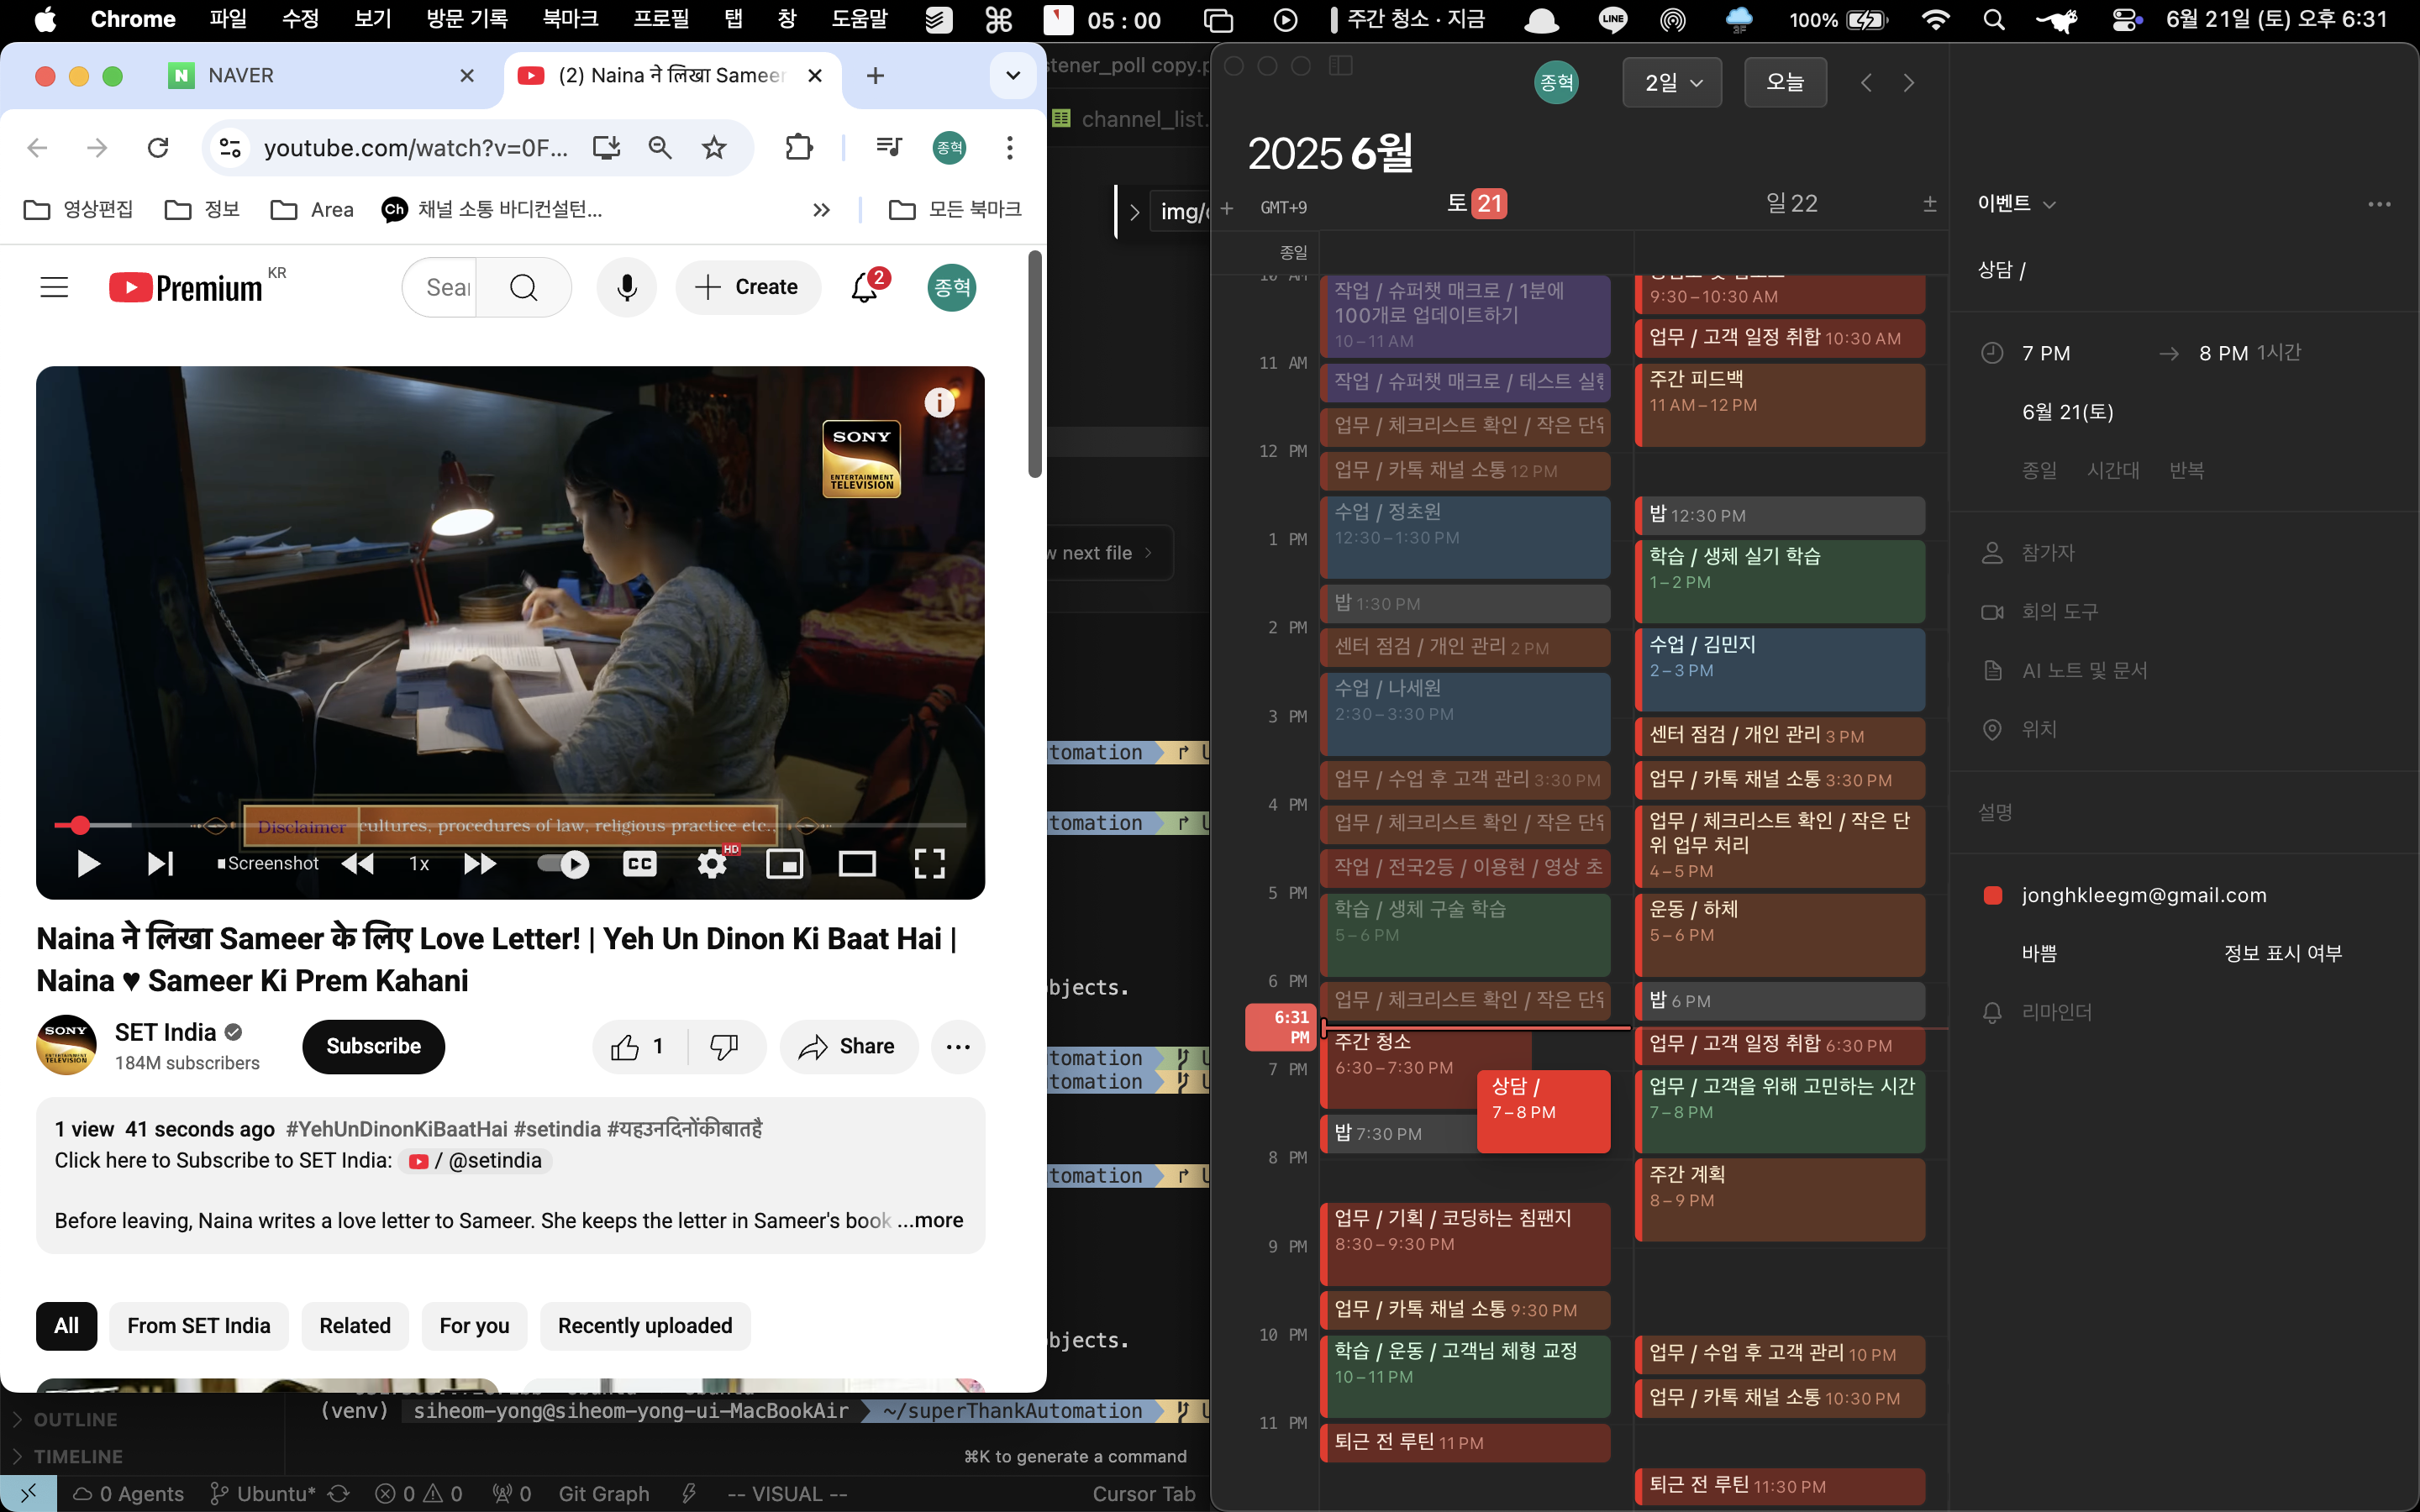 Chrome 파일 수정 보기 방문 기록 북마크 프로필 탭 창 도움말 05 : 00 주간 청소 · 지금 LINE 3F 100% 6월 21일 (토) 오후 6:31
NAVER
(2) Naina ने लिखा Sameer
youtube.com/watch?v=0F...
종혁
영상편집 정보 Area Ch 채널 소통 바디컨설턴... 모든 북마크
Premium KR
Create
2
종혁
SONY
ENTERTAINMENT
TELEVISION
Disclaimer cultures, procedures of law, religious practice etc.,
Screenshot 1x CC HD
Naina ने लिखा Sameer के लिए Love Letter! | Yeh Un Dinon Ki Baat Hai |
Naina ♥ Sameer Ki Prem Kahani
SONY
SET India
184M subscribers
Subscribe
1
Share
1 view 41 seconds ago #YehUnDinonKiBaatHai #setindia #यहउनदिनोंकीबातहै
Click here to Subscribe to SET India: / @setindia
Before leaving, Naina writes a love letter to Sameer. She keeps the letter in Sameer's book ...more
All From SET India Related For you Recently uploaded
stener_poll copy.p
channel_list.
img/
next file
tomation
tomation
bjects.
tomation
tomation
tomation
bjects.
(venv) siheom-yong@siheom-yong-ui-MacBookAir ~/superThankAutomation
⌘K to generate a command
OUTLINE
TIMELINE
0 Agents Ubuntu* 0 0 0 Git Graph -- VISUAL -- Cursor Tab
종혁 2일 오늘
2025 6월
GMT+9 토 21 일 22
종일
11 AM
12 PM
1 PM
2 PM
3 PM
4 PM
5 PM
6 PM
6:31 PM
7 PM
8 PM
9 PM
10 PM
11 PM
작업 / 슈퍼챗 매크로 / 1분에
100개로 업데이트하기
10 – 11 AM
작업 / 슈퍼챗 매크로 / 테스트
업무 / 체크리스트 확인 / 작은
업무 / 카톡 채널 소통 12 PM
수업 / 정초원
12:30 – 1:30 PM
밥 1:30 PM
센터 점검 / 개인 관리 2 PM
수업 / 나세원
2:30 – 3:30 PM
업무 / 수업 후 고객 관리 3:30 PM
업무 / 체크리스트 확인 / 작은
작업 / 전국2등 / 이용현 / 영상 초
학습 / 생체 구술 학습
5 – 6 PM
업무 / 체크리스트 확인 / 작은
주간 청소
6:30 – 7:30 PM
상담 /
7 – 8 PM
밥 7:30 PM
업무 / 기획 / 코딩하는 침팬지
8:30 – 9:30 PM
업무 / 카톡 채널 소통 9:30 PM
학습 / 운동 / 고객님 체형 교정
10 – 11 PM
퇴근 전 루틴 11 PM
9:30 – 10:30 AM
업무 / 고객 일정 취합 10:30 AM
주간 피드백
11 AM – 12 PM
밥 12:30 PM
학습 / 생체 실기 학습
1 – 2 PM
수업 / 김민지
2 – 3 PM
센터 점검 / 개인 관리 3 PM
업무 / 카톡 채널 소통 3:30 PM
업무 / 체크리스트 확인 / 작은 단
위 업무 처리
4 – 5 PM
운동 / 하체
5 – 6 PM
밥 6 PM
업무 / 고객 일정 취합 6:30 PM
업무 / 고객을 위해 고민하는 시간
7 – 8 PM
주간 계획
8 – 9 PM
업무 / 수업 후 고객 관리 10 PM
업무 / 카톡 채널 소통 10:30 PM
퇴근 전 루틴 11:30 PM
이벤트
상담 /
7 PM → 8 PM 1시간
6월 21(토)
종일 시간대 반복
참가자
회의 도구
AI 노트 및 문서
위치
설명
jonghkleegm@gmail.com
바쁨 정보 표시 여부
리마인더